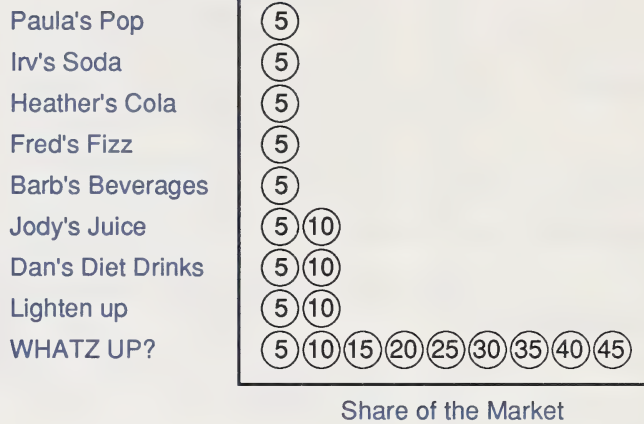 Paula's Pop 5
Irv's Soda 5
Heather's Cola 5
Fred's Fizz 5
Barb's Beverages 5
Jody's Juice 5 10
Dan's Diet Drinks 5 10
Lighten up 5 10
WHATZ UP? 5 10 15 20 25 30 35 40 45
Share of the Market